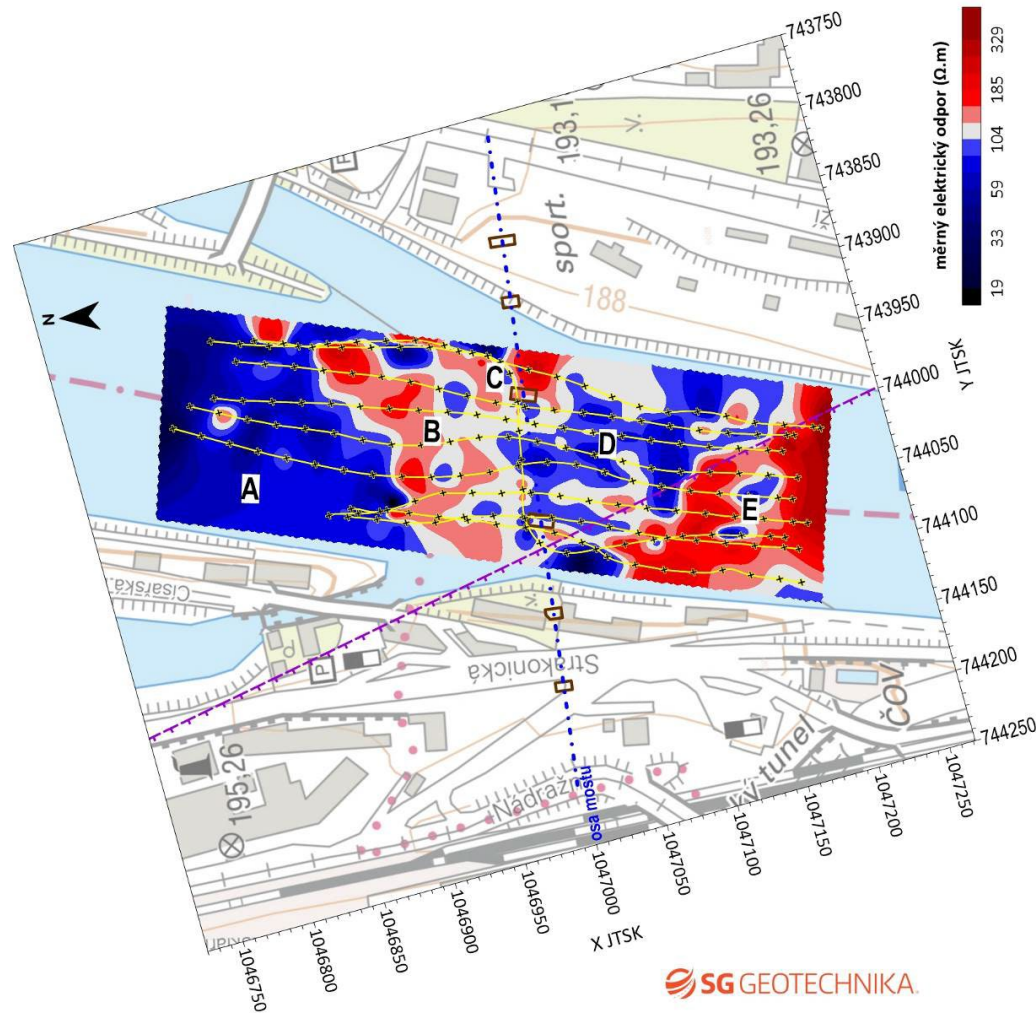 743750
743800
743850
743900
743950
744000
744050
744100
744150
744200
744250
Y JTSK
měrný elektrický odpor (Ω.m)
329
185
104
59
33
19
193,1
193,26
v.
sport.
188
P
N
A
B
C
D
E
Císařská
v.
P
P
Strakonická
ČOV
195,26
Nádraží
ký tunel
osa mostu
1046750
1046800
1046850
1046900
1046950
1047000
1047050
1047100
1047150
1047200
1047250
X JTSK
SG GEOTECHNIKA